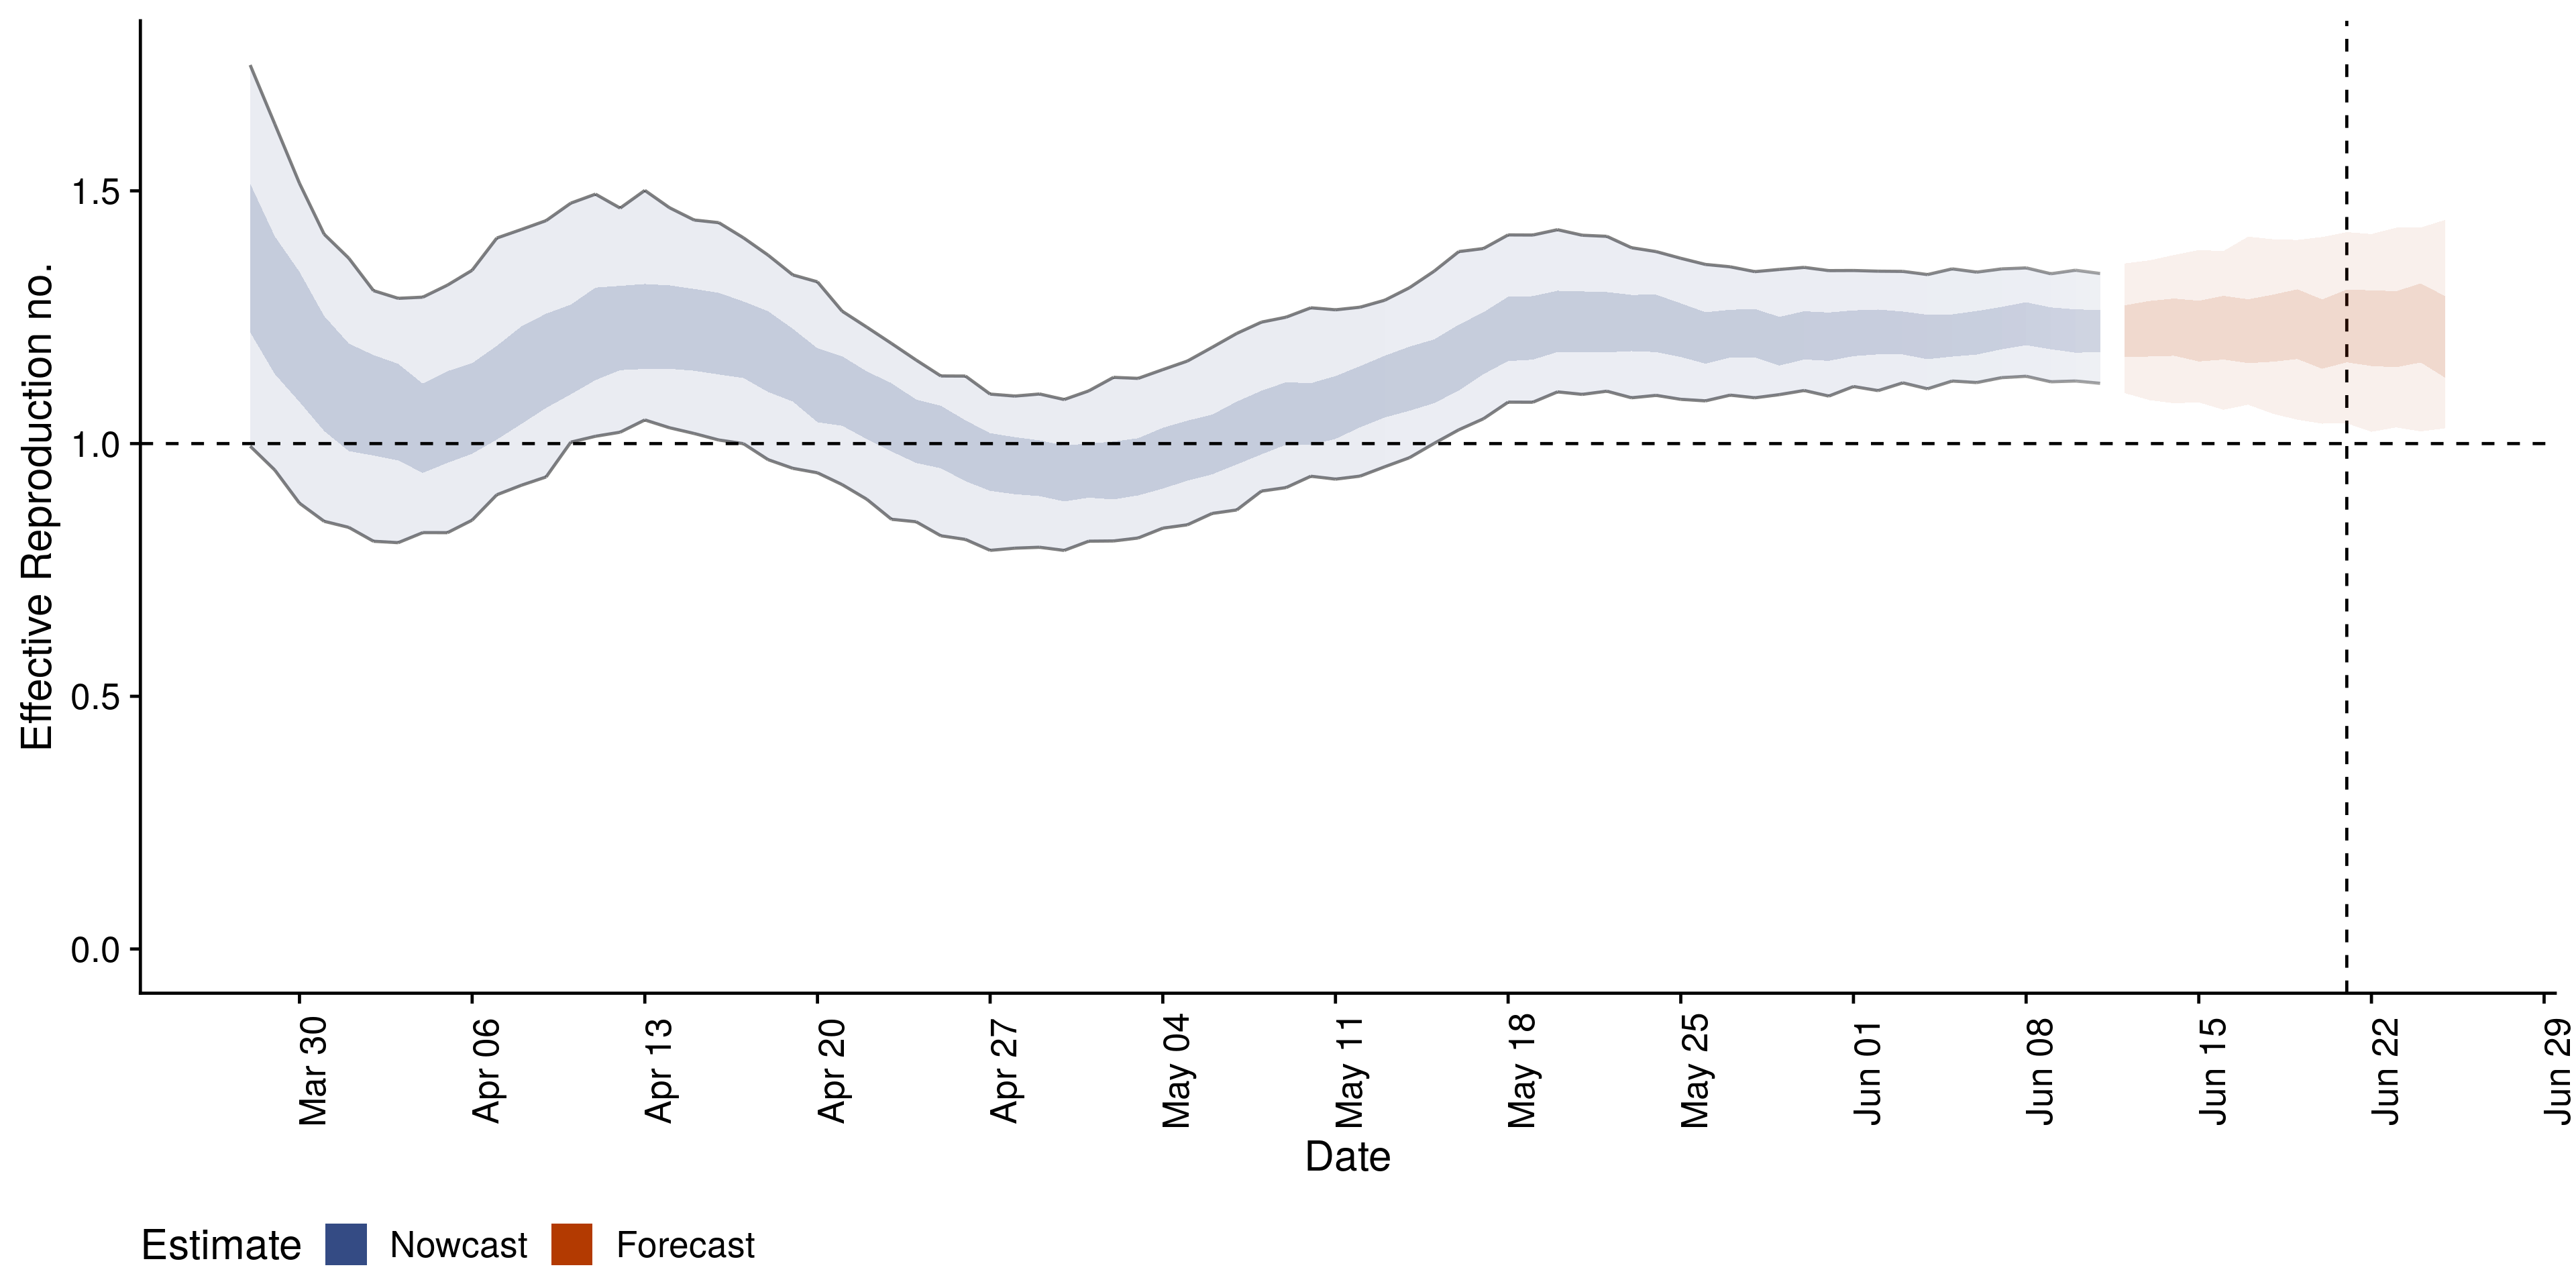 Effective Reproduction no.
1.5
1.0
0.5
0.0
Mar 30
Apr 06
Apr 13
Apr 20
Apr 27
May 04
May 11
May 18
May 25
Jun 01
Jun 08
Jun 15
Jun 22
Jun 29
Date
Estimate Nowcast Forecast